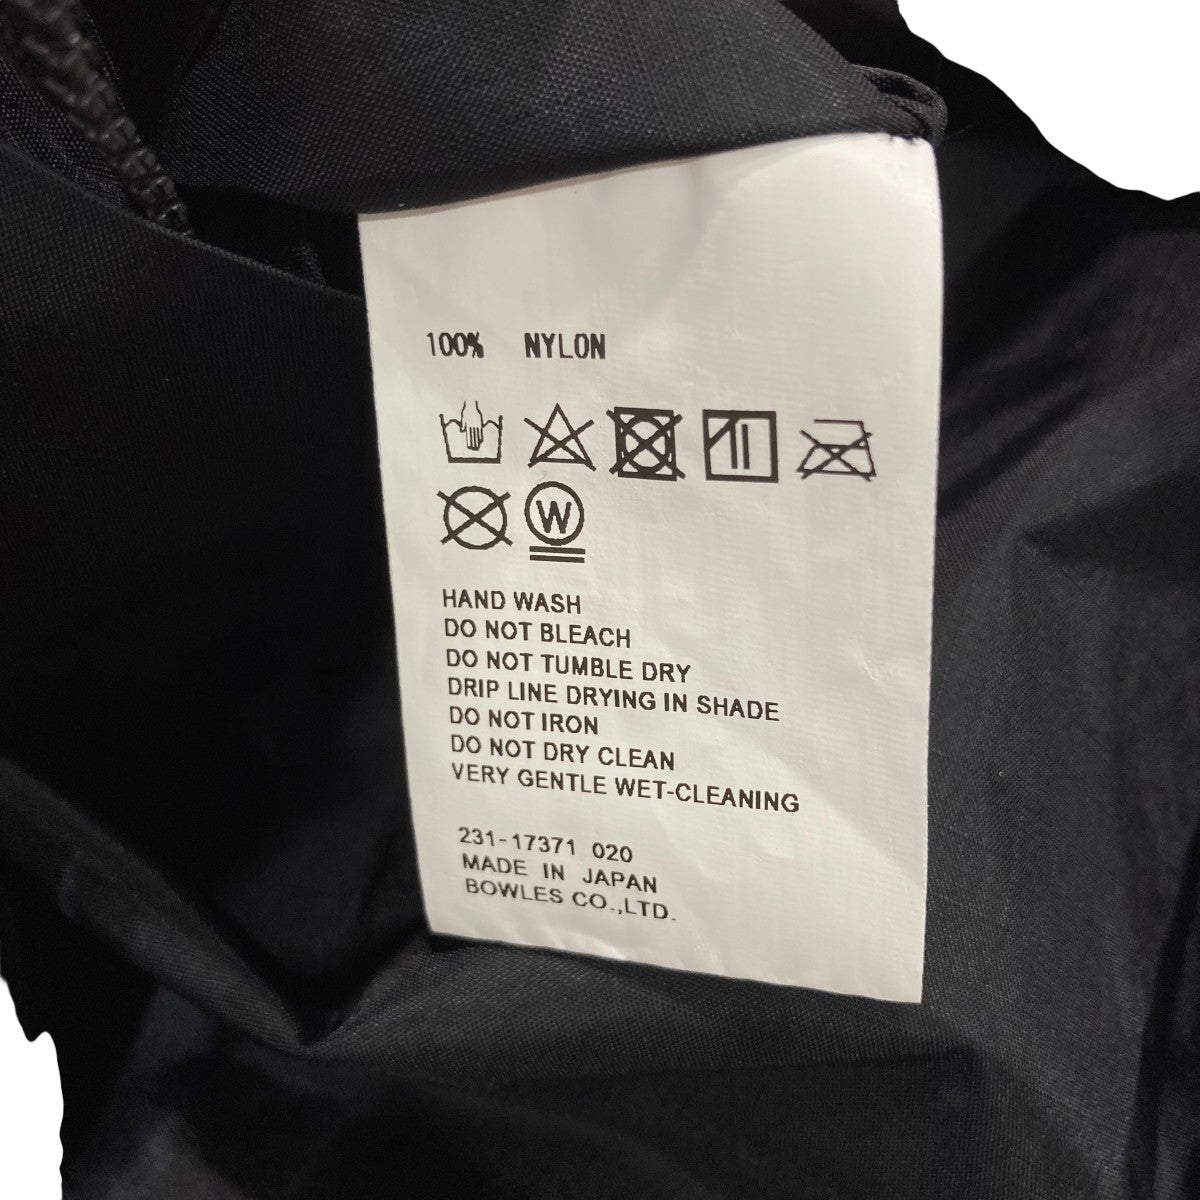 100% NYLON
W
HAND WASH
DO NOT BLEACH
DO NOT TUMBLE DRY
DRIP LINE DRYING IN SHADE
DO NOT IRON
DO NOT DRY CLEAN
VERY GENTLE WET-CLEANING
231-17371 020
MADE IN JAPAN
BOWLES CO.,LTD.